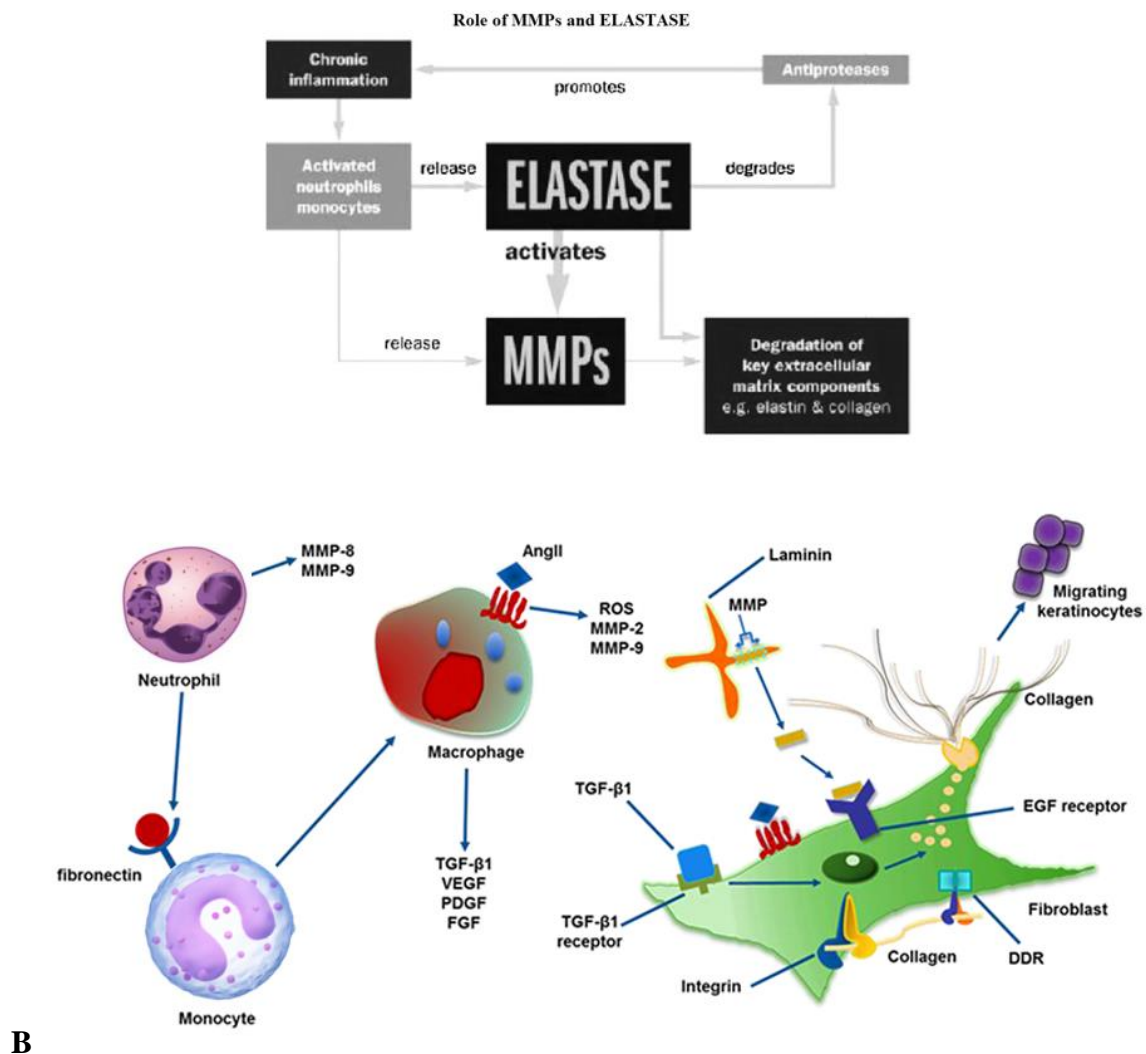 Role of MMPs and ELASTASE
Chronic
inflammation
Antiproteases
promotes
Activated
neutrophils
monocytes
release
ELASTASE
degrades
activates
release
MMPs
Degradation of
key extracellular
matrix components
e.g. elastin & collagen
MMP-8
MMP-9
Neutrophil
AngII
ROS
MMP-2
MMP-9
Macrophage
Laminin
MMP
Migrating
keratinocytes
Collagen
fibronectin
Monocyte
TGF-β1
VEGF
PDGF
FGF
TGF-β1
TGF-β1
receptor
EGF receptor
Fibroblast
Integrin
Collagen
DDR
B